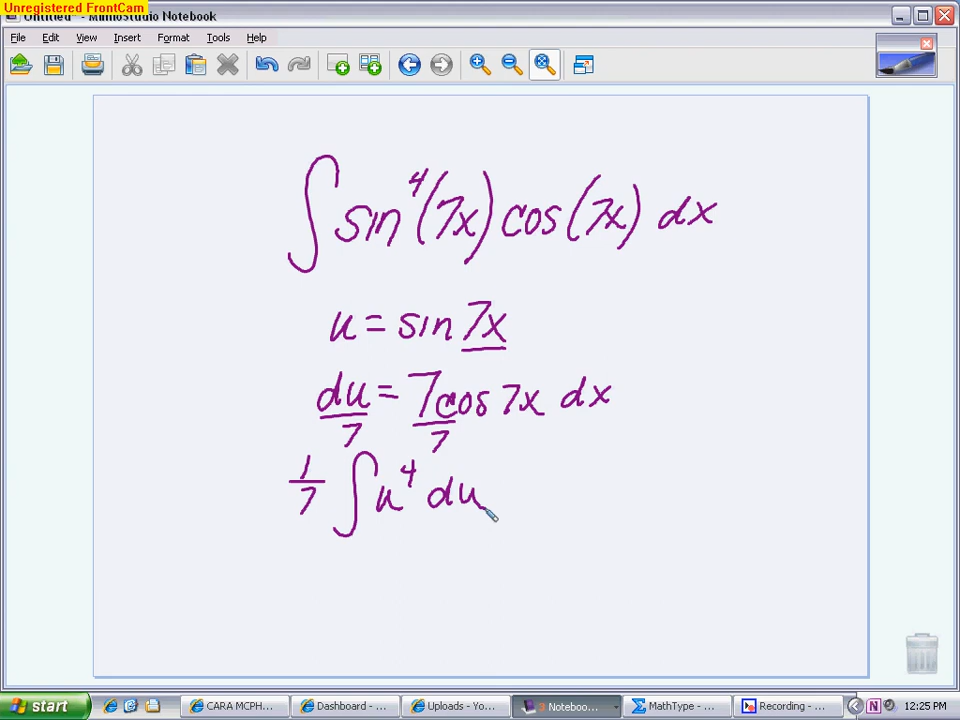 Unregistered FrontCam
Untitled* - MimioStudio Notebook
File Edit View Insert Format Tools Help
∫ sin⁴(7x) cos(7x) dx
u = sin 7x
du/7 = 7cos 7x dx/7
1/7 ∫ u⁴ du
start CARA MCPH... Dashboard - ... Uploads - Yo... 3 Noteboo... MathType - ... Recording - ... 12:25 PM